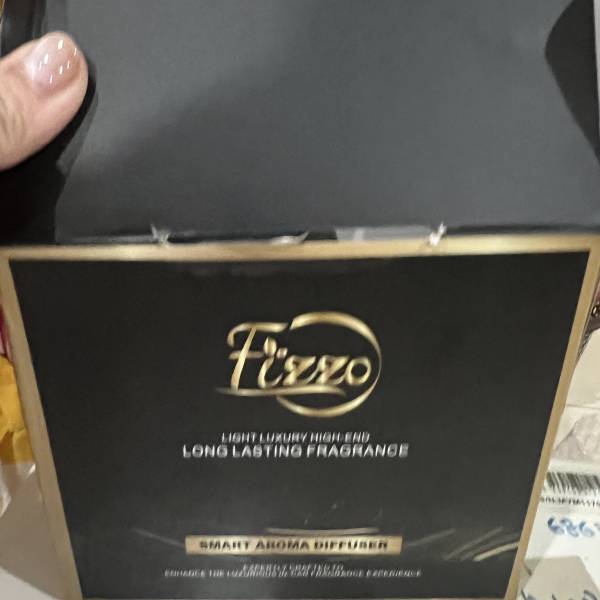 Fizzo
LIGHT LUXURY HIGH-END
LONG LASTING FRAGRANCE
SMART AROMA DIFFUSER
EXPERTLY CRAFTED TO
ENHANCE THE LUXURIOUS IN CAR FRAGRANCE EXPERIENCE